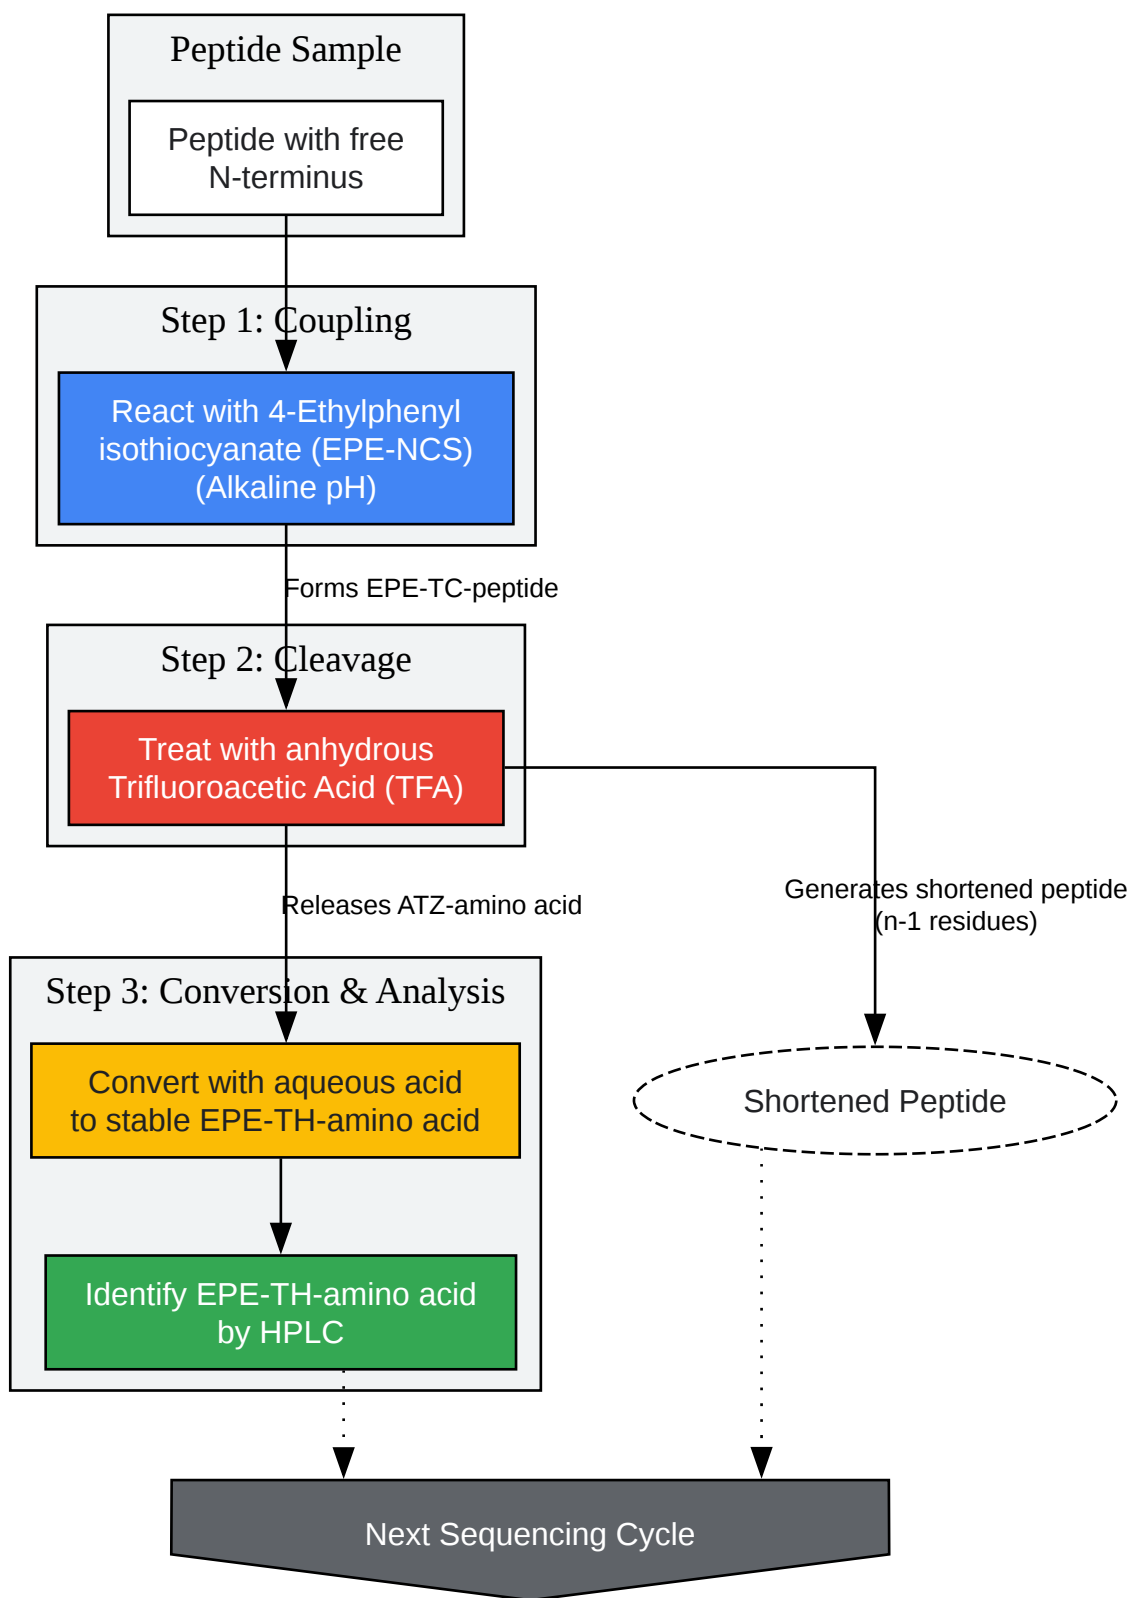 Peptide Sample
Peptide with free
N-terminus
Step 1: Coupling
React with 4-Ethylphenyl
isothiocyanate (EPE-NCS)
(Alkaline pH)
Forms EPE-TC-peptide
Step 2: Cleavage
Treat with anhydrous
Trifluoroacetic Acid (TFA)
Releases ATZ-amino acid
Generates shortened peptide
(n-1 residues)
Step 3: Conversion & Analysis
Convert with aqueous acid
to stable EPE-TH-amino acid
Shortened Peptide
Identify EPE-TH-amino acid
by HPLC
Next Sequencing Cycle